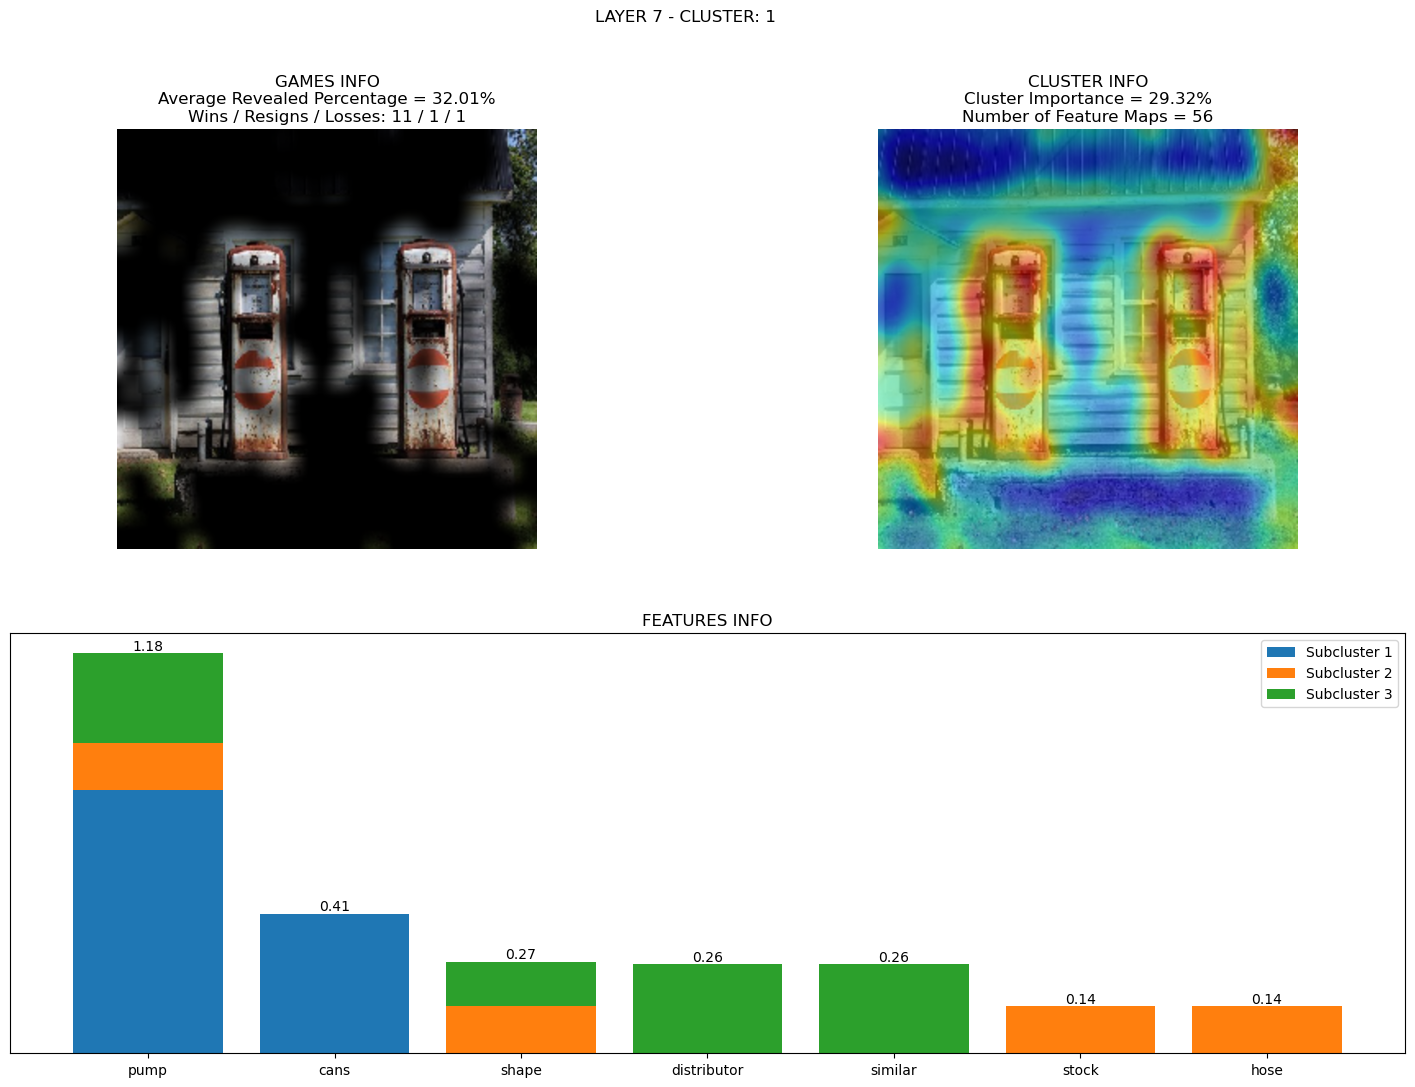 LAYER 7 - CLUSTER: 1
GAMES INFO
Average Revealed Percentage = 32.01%
Wins / Resigns / Losses: 11 / 1 / 1
CLUSTER INFO
Cluster Importance = 29.32%
Number of Feature Maps = 56
FEATURES INFO
1.18
0.41
0.27
0.26
0.26
0.14
0.14
Subcluster 1
Subcluster 2
Subcluster 3
pump
cans
shape
distributor
similar
stock
hose